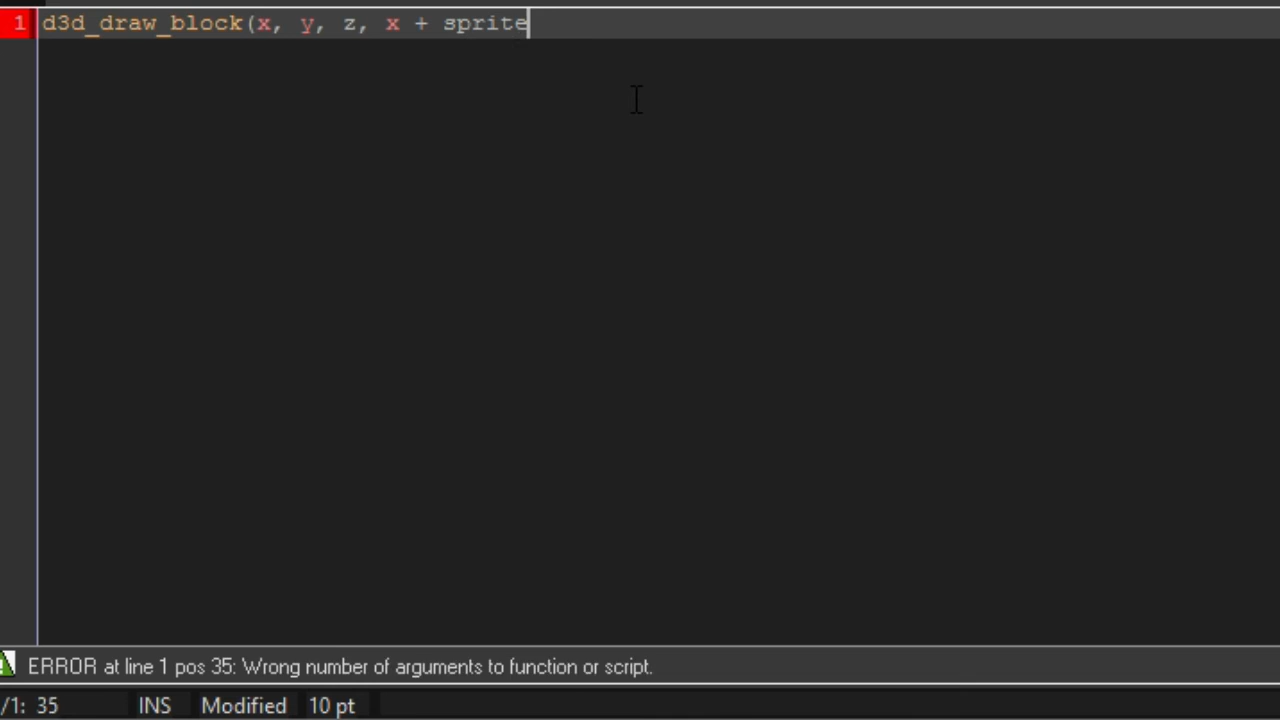 1 d3d_draw_block(x, y, z, x + sprite
ERROR at line 1 pos 35: Wrong number of arguments to function or script.
/1: 35 INS Modified 10 pt